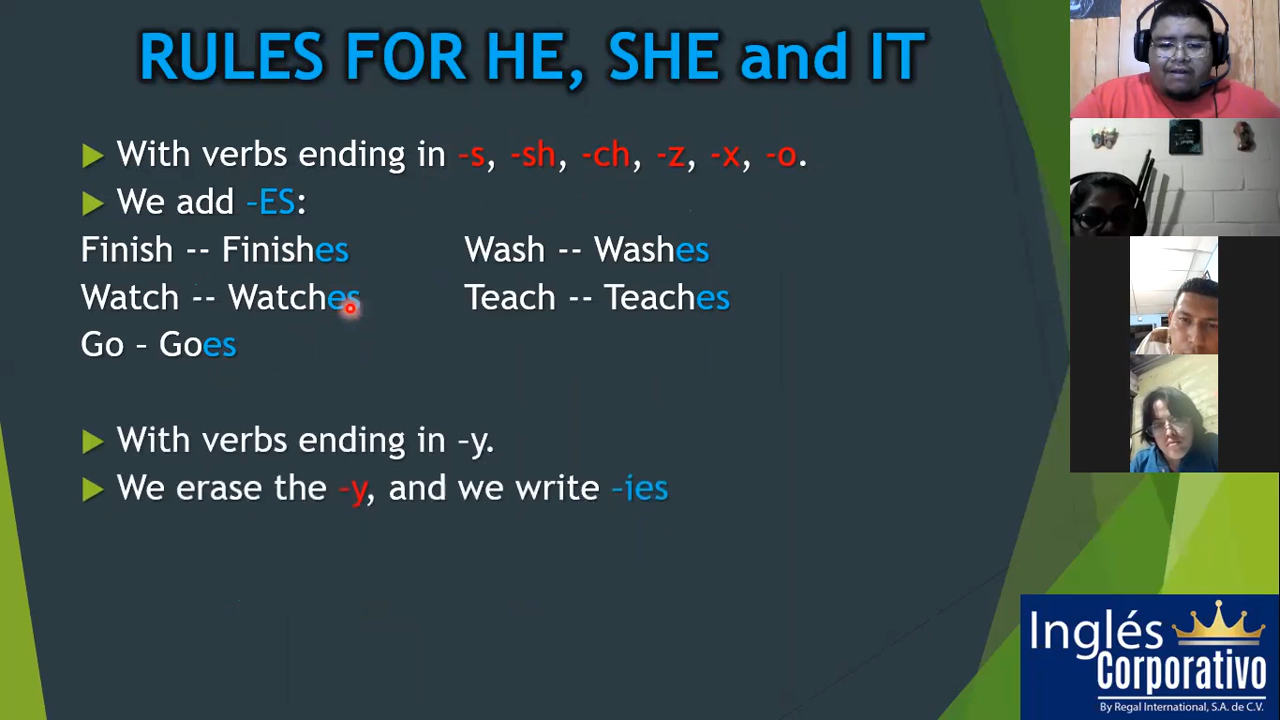 RULES FOR HE, SHE and IT
With verbs ending in -s, -sh, -ch, -z, -x, -o.
We add –ES:
Finish -- Finishes Wash -- Washes
Watch -- Watches Teach -- Teaches
Go – Goes
With verbs ending in –y.
We erase the –y, and we write –ies
Inglés
Corporativo
By Regal International, S.A. de C.V.